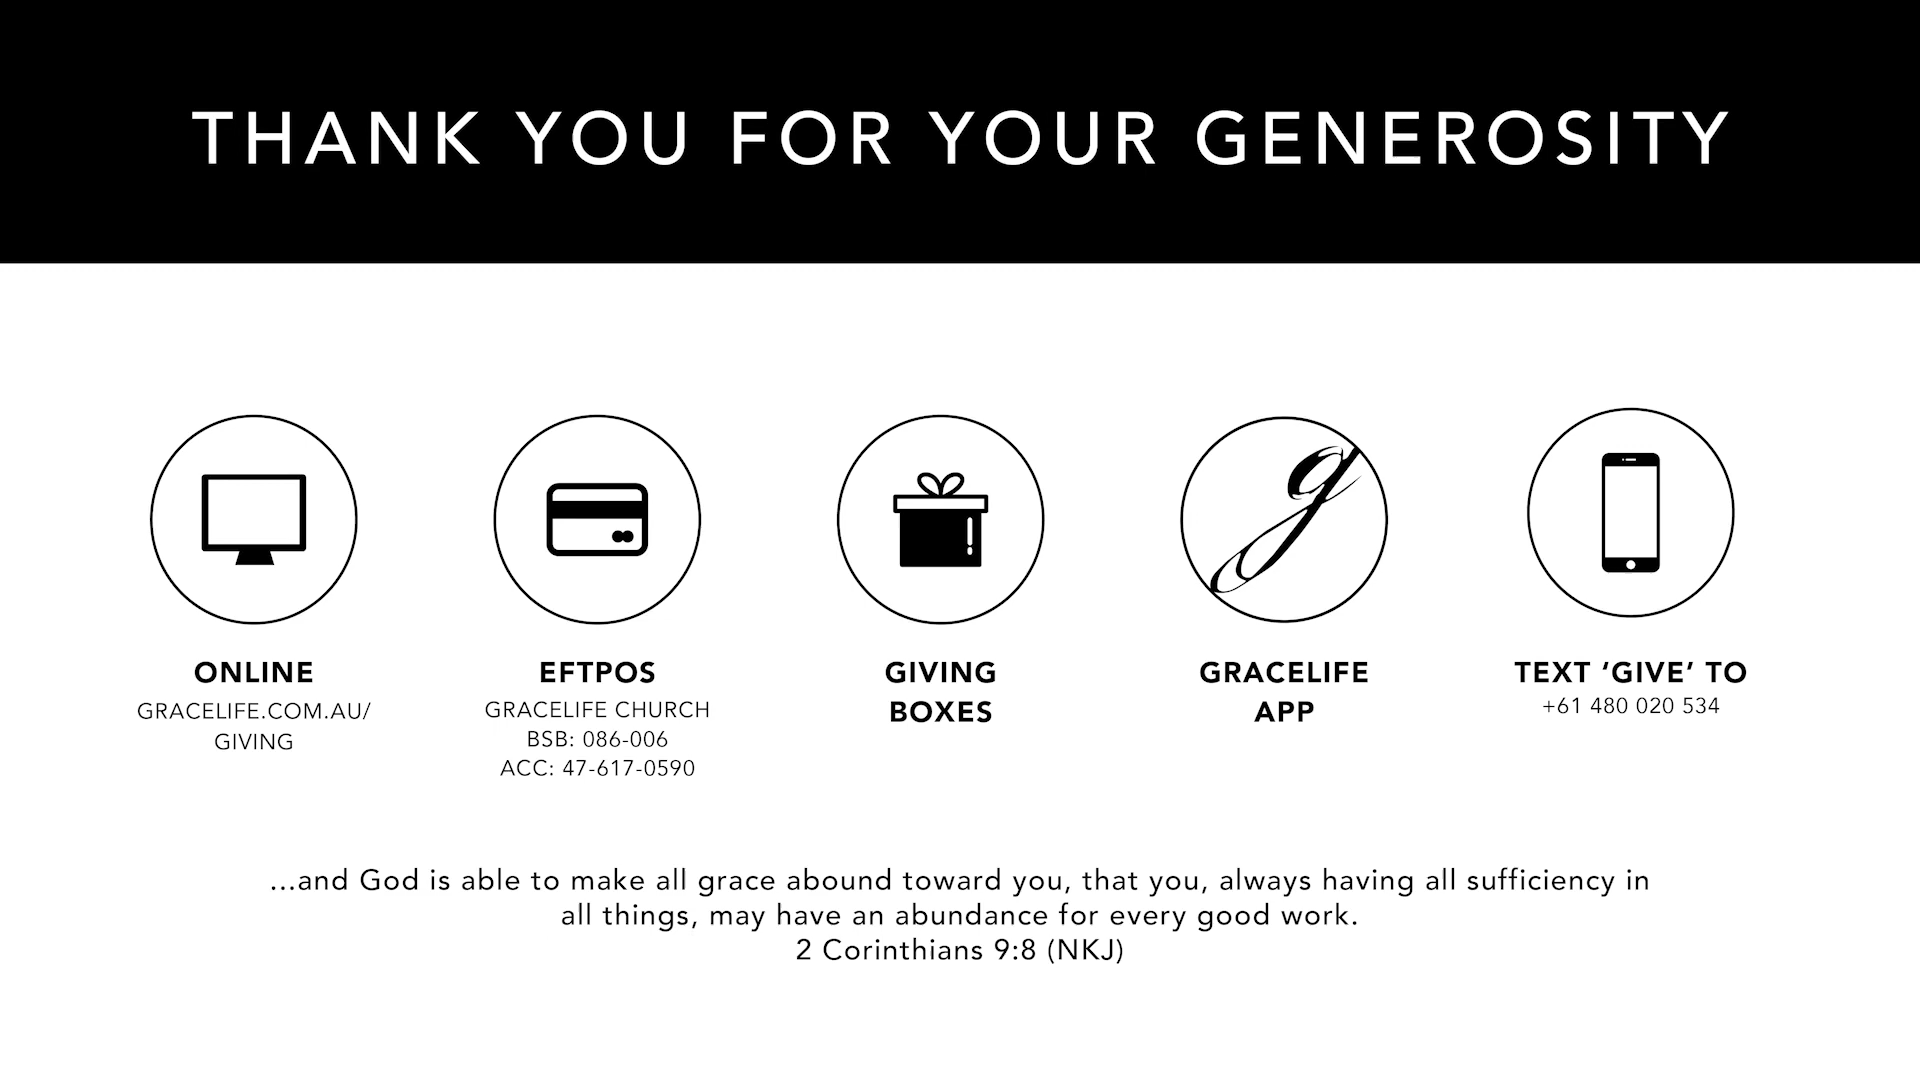 THANK YOU FOR YOUR GENEROSITY
g
ONLINE
GRACELIFE.COM.AU/
GIVING
EFTPOS
GRACELIFE CHURCH
BSB: 086-006
ACC: 47-617-0590
GIVING
BOXES
GRACELIFE
APP
TEXT ‘GIVE’ TO
+61 480 020 534
...and God is able to make all grace abound toward you, that you, always having all sufficiency in
all things, may have an abundance for every good work.
2 Corinthians 9:8 (NKJ)